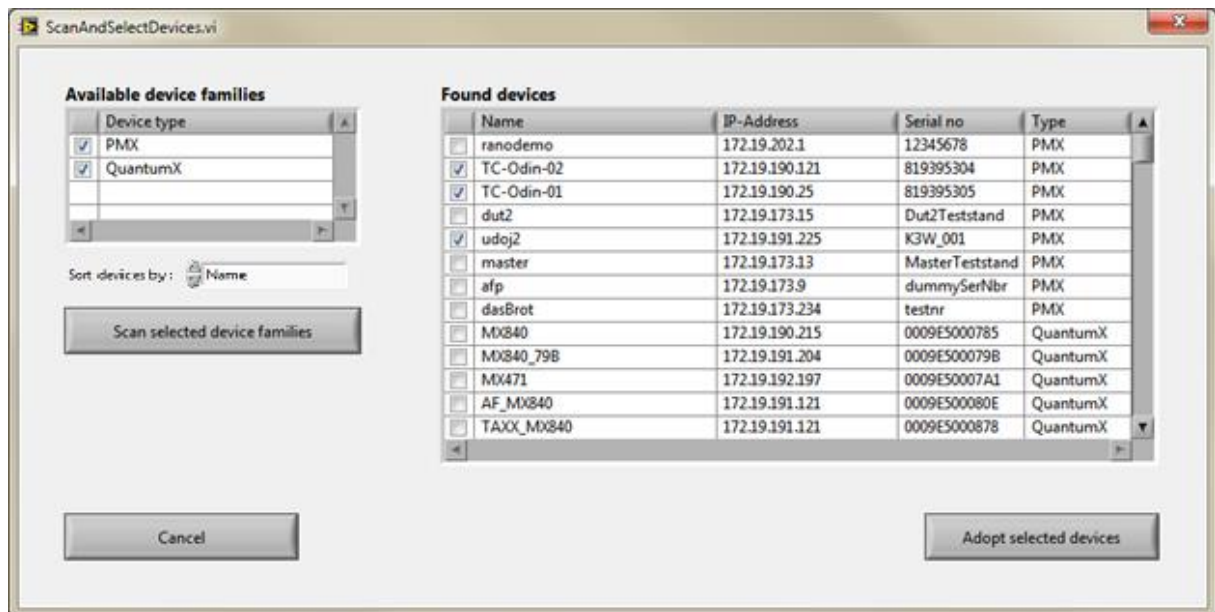 ScanAndSelectDevices.vi
Available device families
Device type
PMX
QuantumX
Sort devices by: Name
Scan selected device families
Cancel
Found devices
Name IP-Address Serial no Type
ranodemo 172.19.202.1 12345678 PMX
TC-Odin-02 172.19.190.121 819395304 PMX
TC-Odin-01 172.19.190.25 819395305 PMX
dut2 172.19.173.15 Dut2Teststand PMX
udoj2 172.19.191.225 K3W_001 PMX
master 172.19.173.13 MasterTeststand PMX
afp 172.19.173.9 dummySerNbr PMX
dasBrot 172.19.173.234 testnr PMX
MX840 172.19.190.215 0009E5000785 QuantumX
MX840_79B 172.19.191.204 0009E500079B QuantumX
MX471 172.19.192.197 0009E50007A1 QuantumX
AF_MX840 172.19.191.121 0009E500080E QuantumX
TAXX_MX840 172.19.191.121 0009E5000878 QuantumX
Adopt selected devices